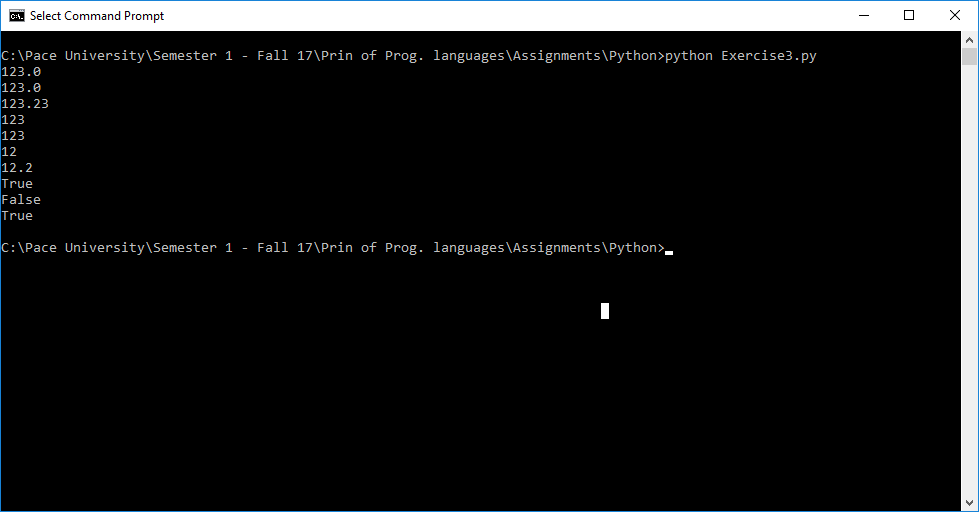 Select Command Prompt
C:\Pace University\Semester 1 - Fall 17\Prin of Prog. languages\Assignments\Python>python Exercise3.py
123.0
123.0
123.23
123
123
12
12.2
True
False
True
C:\Pace University\Semester 1 - Fall 17\Prin of Prog. languages\Assignments\Python>